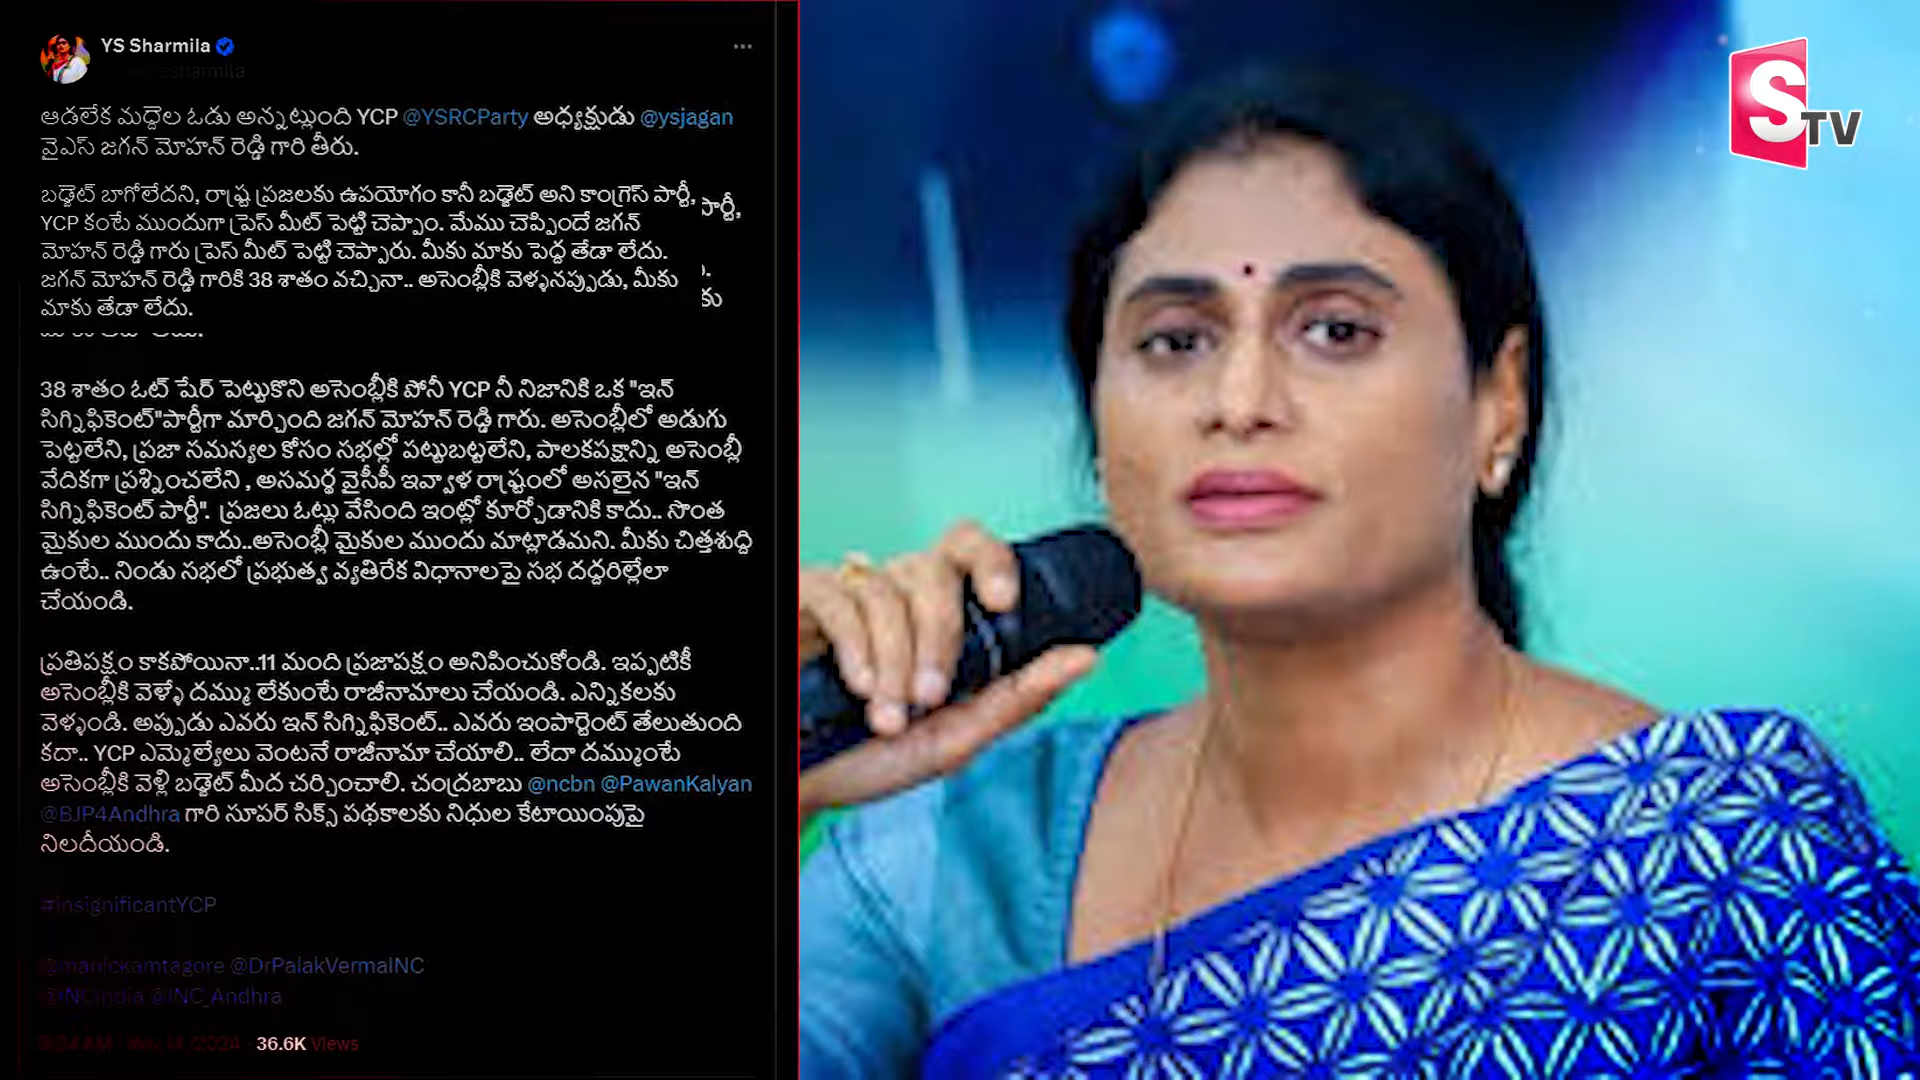 YS Sharmila
ఆడలేక మద్దెల ఓడు అన్నట్లుంది YCP @YSRCParty అధ్యక్షుడు @ysjagan
వైఎస్ జగన్ మోహన్ రెడ్డి గారి తీరు.
బడ్జెట్ బాగోలేదని, రాష్ట్ర ప్రజలకు ఉపయోగం కానీ బడ్జెట్ అని కాంగ్రెస్ పార్టీ,
YCP కంటే ముందుగా ప్రెస్ మీట్ పెట్టి చెప్పాం. మేము చెప్పిందే జగన్
మోహన్ రెడ్డి గారు ప్రెస్ మీట్ పెట్టి చెప్పారు. మీకు మాకు పెద్ద తేడా లేదు.
జగన్ మోహన్ రెడ్డి గారికి 38 శాతం వచ్చినా.. అసెంబ్లీకి వెళ్ళనప్పుడు, మీకు
మాకు తేడా లేదు.
38 శాతం ఓట్ షేర్ పెట్టుకొని అసెంబ్లీకి పోనీ YCP నీ నిజానికి ఒక "ఇన్
సిగ్నిఫికెంట్"పార్టీగా మార్చింది జగన్ మోహన్ రెడ్డి గారు. అసెంబ్లీలో అడుగు
పెట్టలేని, ప్రజా సమస్యల కోసం సభల్లో పట్టుబట్టలేని, పాలకపక్షాన్ని అసెంబ్లీ
వేదికగా ప్రశ్నించలేని , అసమర్థ వైసీపీ ఇవ్వాళ రాష్ట్రంలో అసలైన "ఇన్
సిగ్నిఫికెంట్ పార్టీ". ప్రజలు ఓట్లు వేసింది ఇంట్లో కూర్చోడానికి కాదు.. సొంత
మైకుల ముందు కాదు..అసెంబ్లీ మైకుల ముందు మాట్లాడమని. మీకు చిత్తశుద్ధి
ఉంటే.. నిండు సభలో ప్రభుత్వ వ్యతిరేక విధానాలపై సభ దద్దరిల్లేలా
చేయండి.
ప్రతిపక్షం కాకపోయినా..11 మంది ప్రజాపక్షం అనిపించుకోండి. ఇప్పటికీ
అసెంబ్లీకి వెళ్ళే దమ్ము లేకుంటే రాజీనామాలు చేయండి. ఎన్నికలకు
వెళ్ళండి. అప్పుడు ఎవరు ఇన్ సిగ్నిఫికెంట్.. ఎవరు ఇంపార్టెంట్ తేలుతుంది
కదా.. YCP ఎమ్మెల్యేలు వెంటనే రాజీనామా చేయాలి.. లేదా దమ్ముంటే
అసెంబ్లీకి వెళ్లి బడ్జెట్ మీద చర్చించాలి. చంద్రబాబు @ncbn @PawanKalyan
@BJP4Andhra గారి సూపర్ సిక్స్ పథకాలకు నిధుల కేటాయింపుపై
నిలదీయండి.
#insignificantYCP
@manickamtagore @DrPalakVermaINC
@INCIndia @INC_Andhra
2024 · 36.6K Views
STV